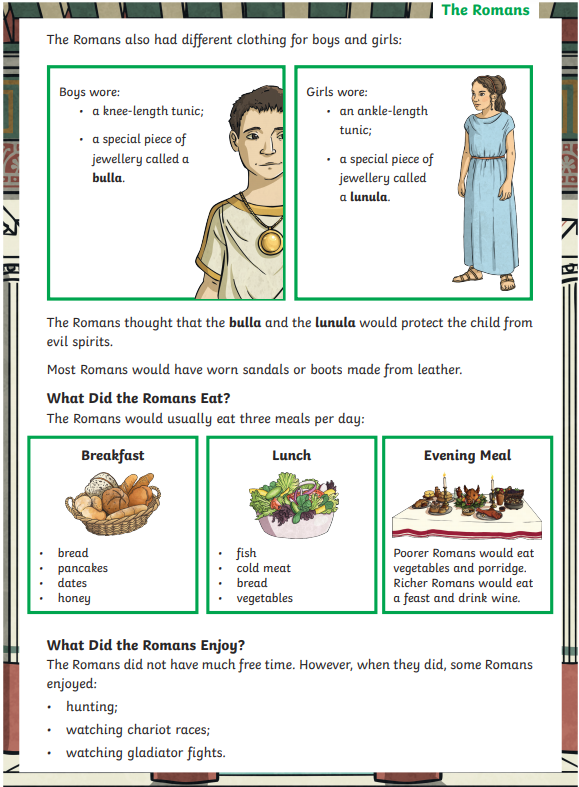 The Romans
The Romans also had different clothing for boys and girls:
Boys wore:
• a knee-length tunic;
• a special piece of
jewellery called a
bulla.
Girls wore:
• an ankle-length
tunic;
• a special piece of
jewellery called
a lunula.
The Romans thought that the bulla and the lunula would protect the child from
evil spirits.
Most Romans would have worn sandals or boots made from leather.
What Did the Romans Eat?
The Romans would usually eat three meals per day:
Breakfast
• bread
• pancakes
• dates
• honey
Lunch
• fish
• cold meat
• bread
• vegetables
Evening Meal
Poorer Romans would eat
vegetables and porridge.
Richer Romans would eat
a feast and drink wine.
What Did the Romans Enjoy?
The Romans did not have much free time. However, when they did, some Romans
enjoyed:
• hunting;
• watching chariot races;
• watching gladiator fights.